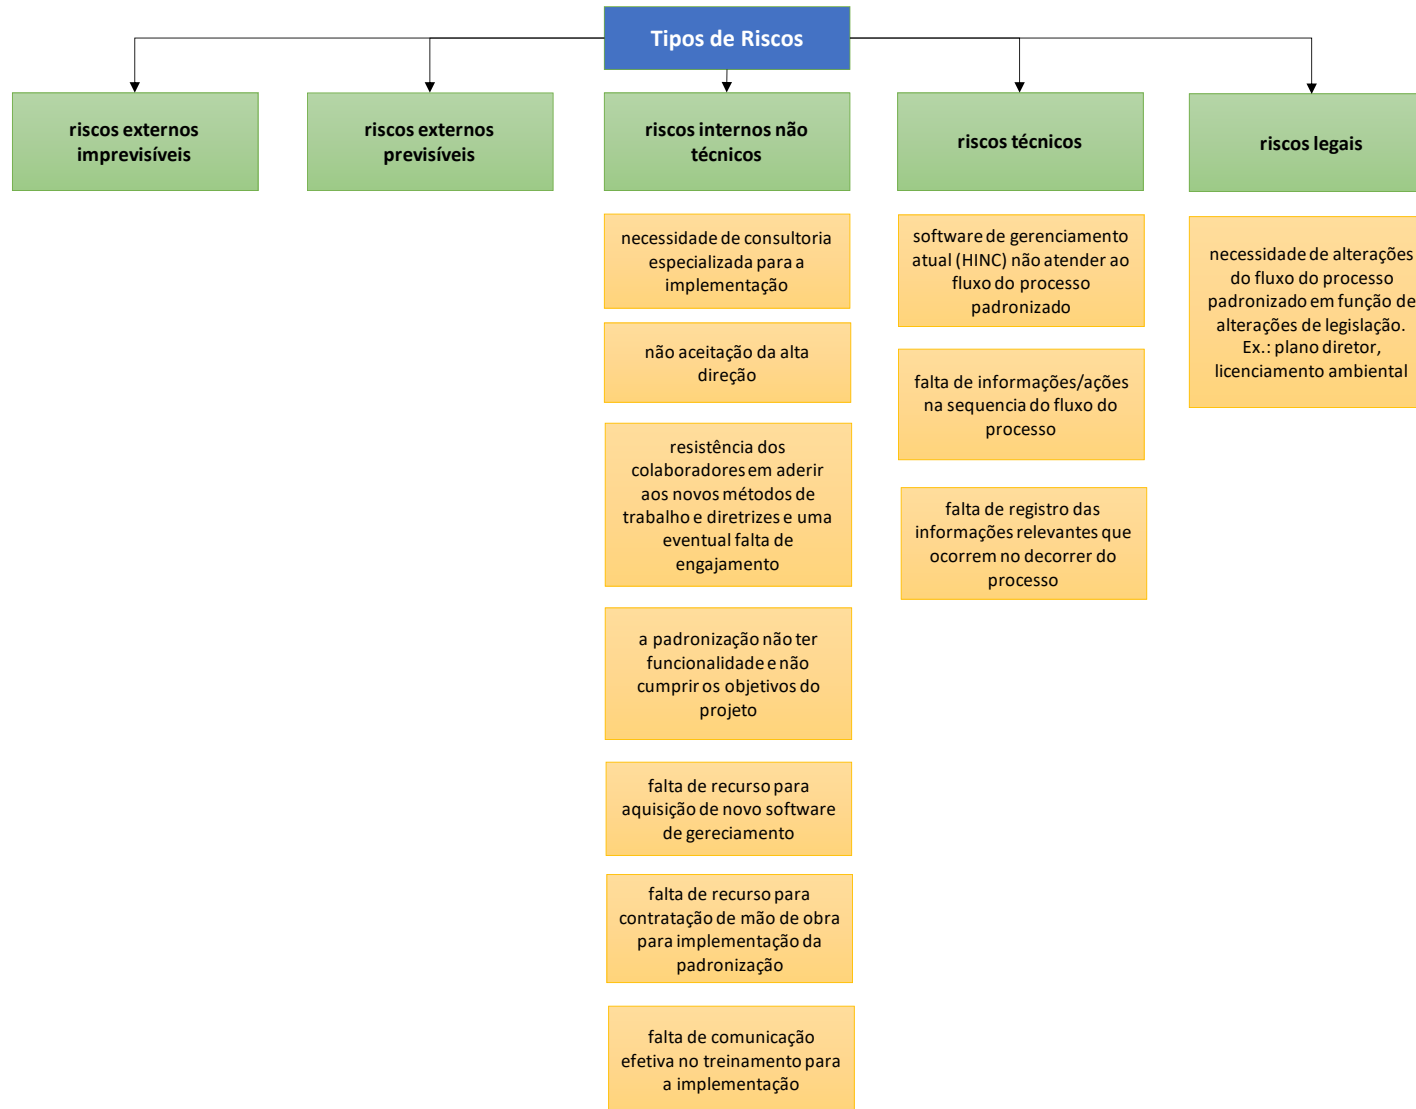 Tipos de Riscos
riscos externos
imprevisíveis
riscos externos
previsíveis
riscos internos não
técnicos
riscos técnicos
riscos legais
necessidade de consultoria
especializada para a
implementação
não aceitação da alta
direção
resistência dos
colaboradores em aderir
aos novos métodos de
trabalho e diretrizes e uma
eventual falta de
engajamento
a padronização não ter
funcionalidade e não
cumprir os objetivos do
projeto
falta de recurso para
aquisição de novo software
de gereciamento
falta de recurso para
contratação de mão de obra
para implementação da
padronização
falta de comunicação
efetiva no treinamento para
a implementação
software de gerenciamento
atual (HINC) não atender ao
fluxo do processo
padronizado
falta de informações/ações
na sequencia do fluxo do
processo
falta de registro das
informações relevantes que
ocorrem no decorrer do
processo
necessidade de alterações
do fluxo do processo
padronizado em função de
alterações de legislação.
Ex.: plano diretor,
licenciamento ambiental